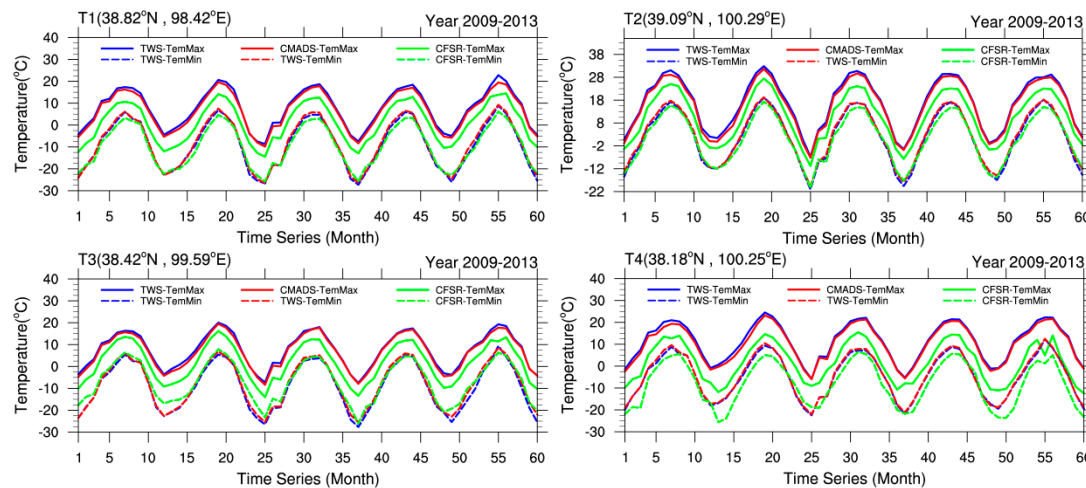 T1(38.82°N , 98.42°E) Year 2009-2013
TWS-TemMax CMADS-TemMax CFSR-TemMax
TWS-TemMin TWS-TemMin CFSR-TemMin
Temperature(°C)
40
30
20
10
0
-10
-20
-30
1 5 10 15 20 25 30 35 40 45 50 55 60
Time Series (Month)
T2(39.09°N , 100.29°E) Year 2009-2013
TWS-TemMax CMADS-TemMax CFSR-TemMax
TWS-TemMin TWS-TemMin CFSR-TemMin
Temperature(°C)
38
28
18
8
-2
-12
-22
1 5 10 15 20 25 30 35 40 45 50 55 60
Time Series (Month)
T3(38.42°N , 99.59°E) Year 2009-2013
TWS-TemMax CMADS-TemMax CFSR-TemMax
TWS-TemMin TWS-TemMin CFSR-TemMin
Temperature(°C)
40
30
20
10
0
-10
-20
-30
1 5 10 15 20 25 30 35 40 45 50 55 60
Time Series (Month)
T4(38.18°N , 100.25°E) Year 2009-2013
TWS-TemMax CMADS-TemMax CFSR-TemMax
TWS-TemMin TWS-TemMin CFSR-TemMin
Temperature(°C)
40
30
20
10
0
-10
-20
-30
1 5 10 15 20 25 30 35 40 45 50 55 60
Time Series (Month)